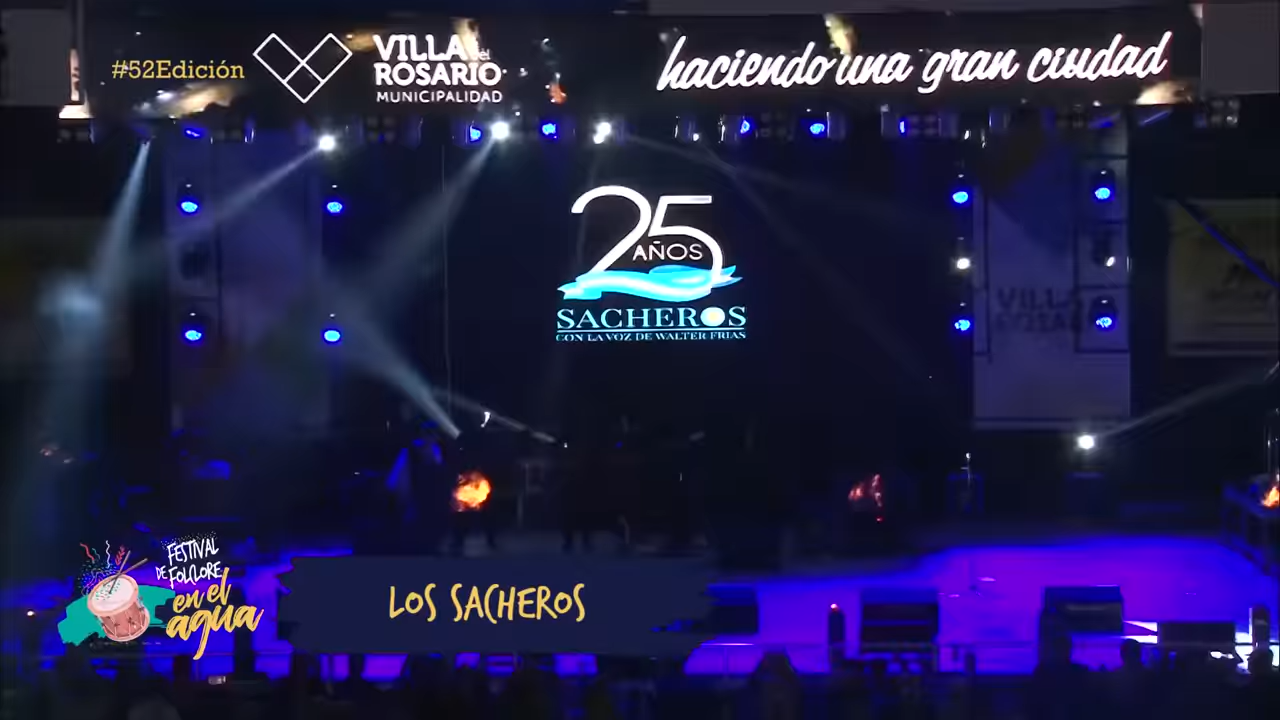 #52Edición
VILLA del
ROSARIO
MUNICIPALIDAD
haciendo una gran ciudad
25
AÑOS
SACHEROS
CON LA VOZ DE WALTER FRIAS
VILLA
FESTIVAL
DE FOLCLORE
en el
agua
LOS SACHEROS